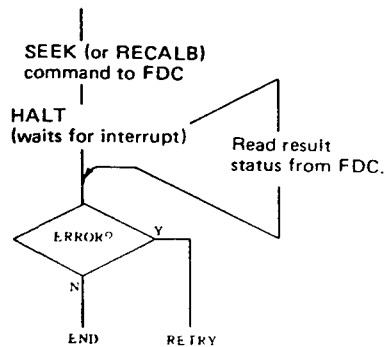 SEEK (or RECALB)
command to FDC
HALT
(waits for interrupt)
Read result
status from FDC.
ERROR?
Y
N
END
RETRY